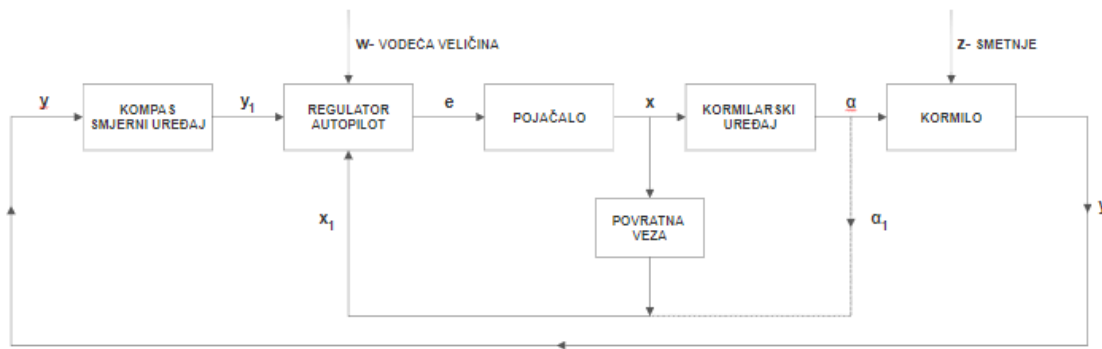 w- VODEĆA VELIČINA
z- SMETNJE
y
KOMPAS
SMJERNI UREĐAJ
y1
REGULATOR
AUTOPILOT
e
POJAČALO
x
KORMILARSKI
UREĐAJ
α
KORMILO
x1
POVRATNA
VEZA
α1
y